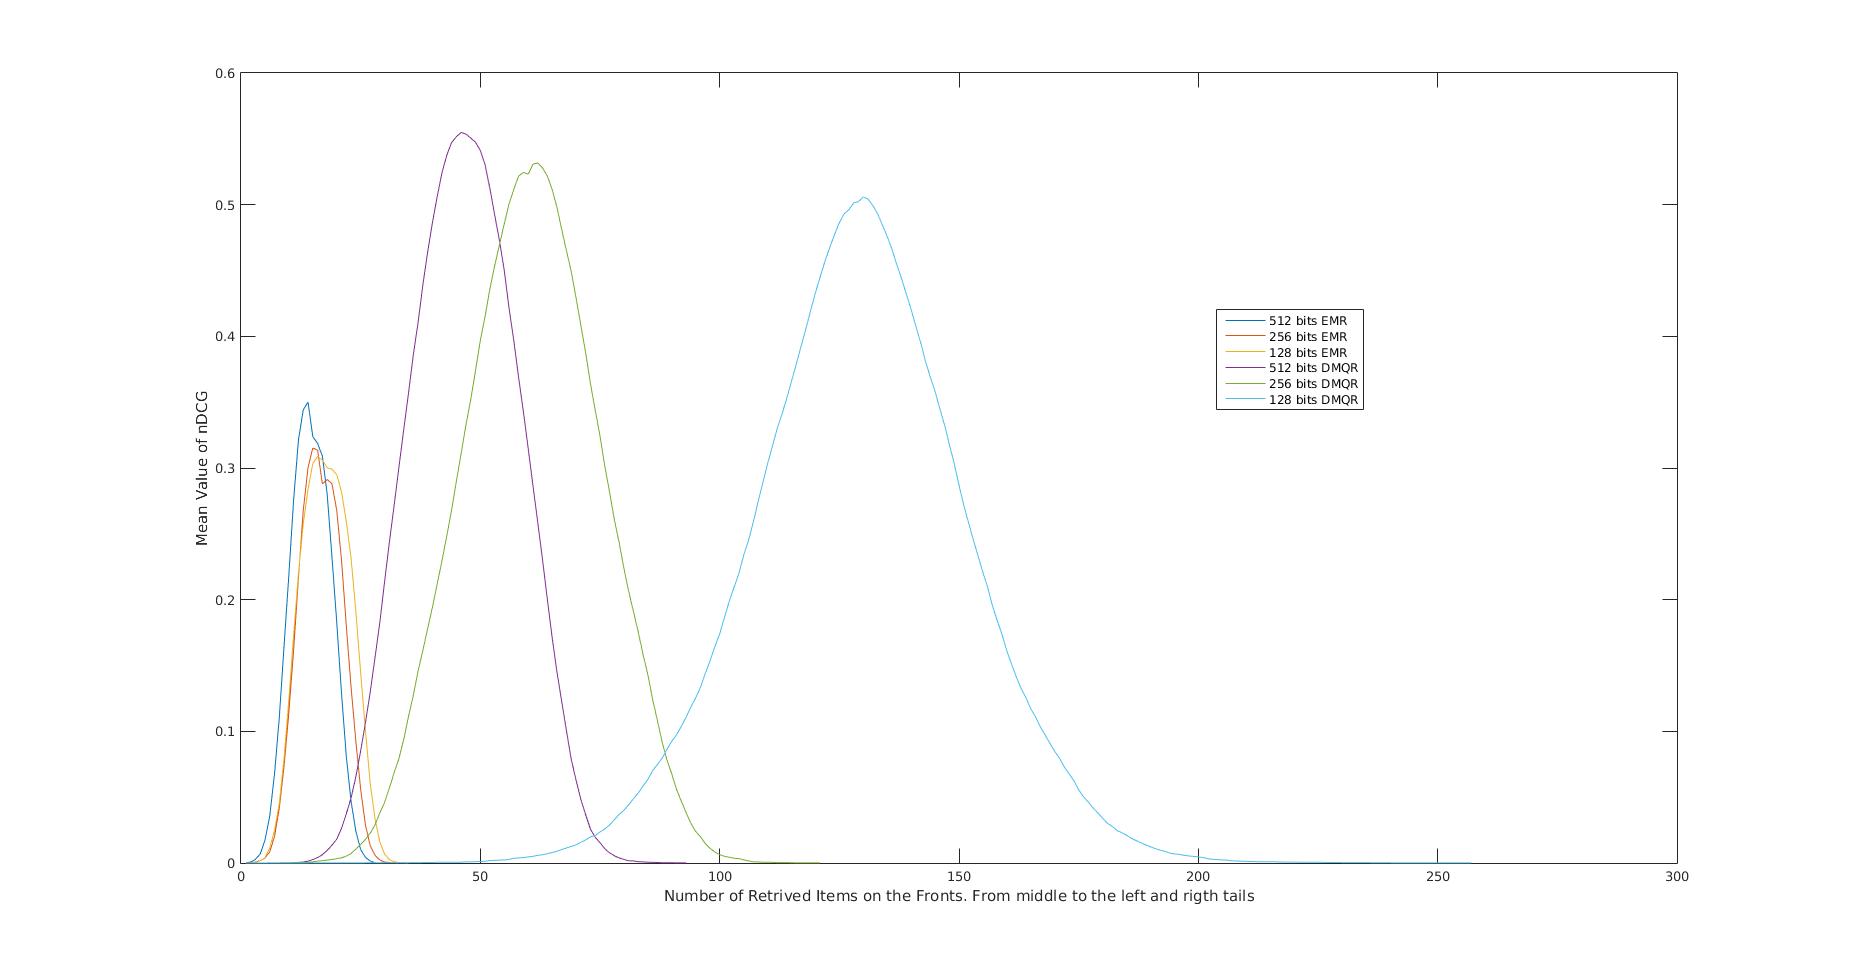 0.6
0.5
0.4
0.3
0.2
0.1
0
Mean Value of nDCG
512 bits EMR
256 bits EMR
128 bits EMR
512 bits DMQR
256 bits DMQR
128 bits DMQR
0 50 100 150 200 250 300
Number of Retrived Items on the Fronts. From middle to the left and rigth tails